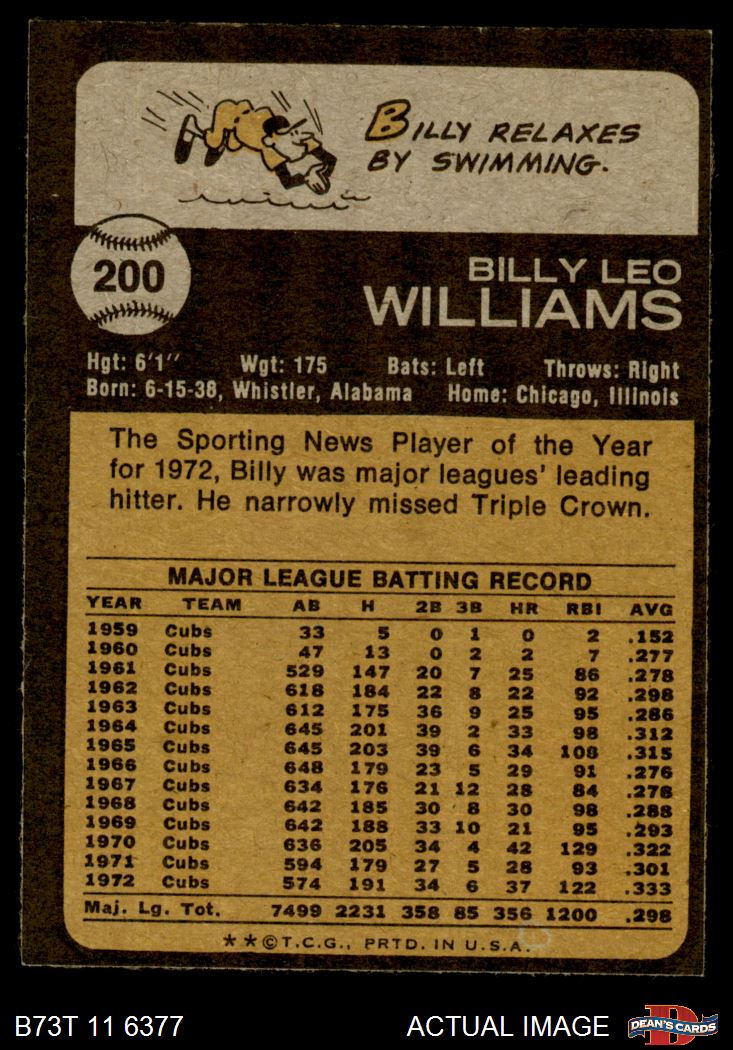 BILLY RELAXES
BY SWIMMING.
200
BILLY LEO
WILLIAMS
Hgt: 6'1" Wgt: 175 Bats: Left Throws: Right
Born: 6-15-38, Whistler, Alabama Home: Chicago, Illinois
The Sporting News Player of the Year
for 1972, Billy was major leagues' leading
hitter. He narrowly missed Triple Crown.
MAJOR LEAGUE BATTING RECORD
YEAR TEAM AB H 2B 3B HR RBI AVG
1959 Cubs 33 5 0 1 0 2 .152
1960 Cubs 47 13 0 2 2 7 .277
1961 Cubs 529 147 20 7 25 86 .278
1962 Cubs 618 184 22 8 22 92 .298
1963 Cubs 612 175 36 9 25 95 .286
1964 Cubs 645 201 39 2 33 98 .312
1965 Cubs 645 203 39 6 34 108 .315
1966 Cubs 648 179 23 5 29 91 .276
1967 Cubs 634 176 21 12 28 84 .278
1968 Cubs 642 185 30 8 30 98 .288
1969 Cubs 642 188 33 10 21 95 .293
1970 Cubs 636 205 34 4 42 129 .322
1971 Cubs 594 179 27 5 28 93 .301
1972 Cubs 574 191 34 6 37 122 .333
Maj. Lg. Tot. 7499 2231 358 85 356 1200 .298
**©T.C.G., PRTD. IN U.S.A.
B73T 11 6377 ACTUAL IMAGE
D
DEAN'S CARDS